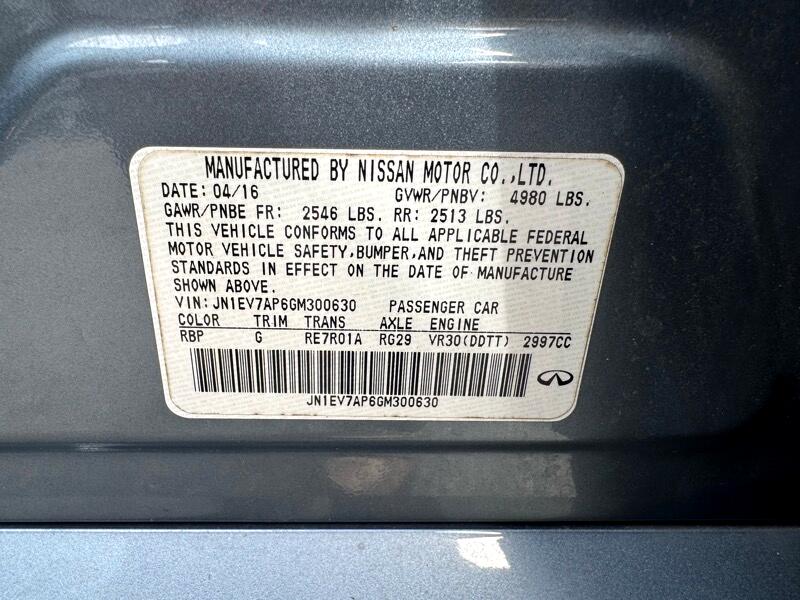 MANUFACTURED BY NISSAN MOTOR CO.,LTD.
DATE: 04/16 GVWR/PNBV: 4980 LBS.
GAWR/PNBE FR: 2546 LBS. RR: 2513 LBS.
THIS VEHICLE CONFORMS TO ALL APPLICABLE FEDERAL
MOTOR VEHICLE SAFETY,BUMPER,AND THEFT PREVENTION
STANDARDS IN EFFECT ON THE DATE OF MANUFACTURE
SHOWN ABOVE.
VIN: JN1EV7AP6GM300630 PASSENGER CAR
COLOR TRIM TRANS AXLE ENGINE
RBP G RE7R01A RG29 VR30(DDTT) 2997CC
JN1EV7AP6GM300630